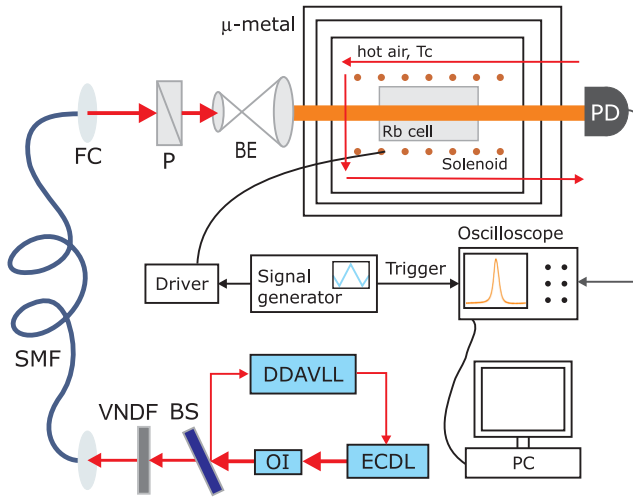 μ-metal
hot air, Tc
FC
P
BE
Rb cell
Solenoid
PD
Oscilloscope
Driver
Signal
generator
Trigger
SMF
DDAVLL
VNDF
BS
OI
ECDL
PC